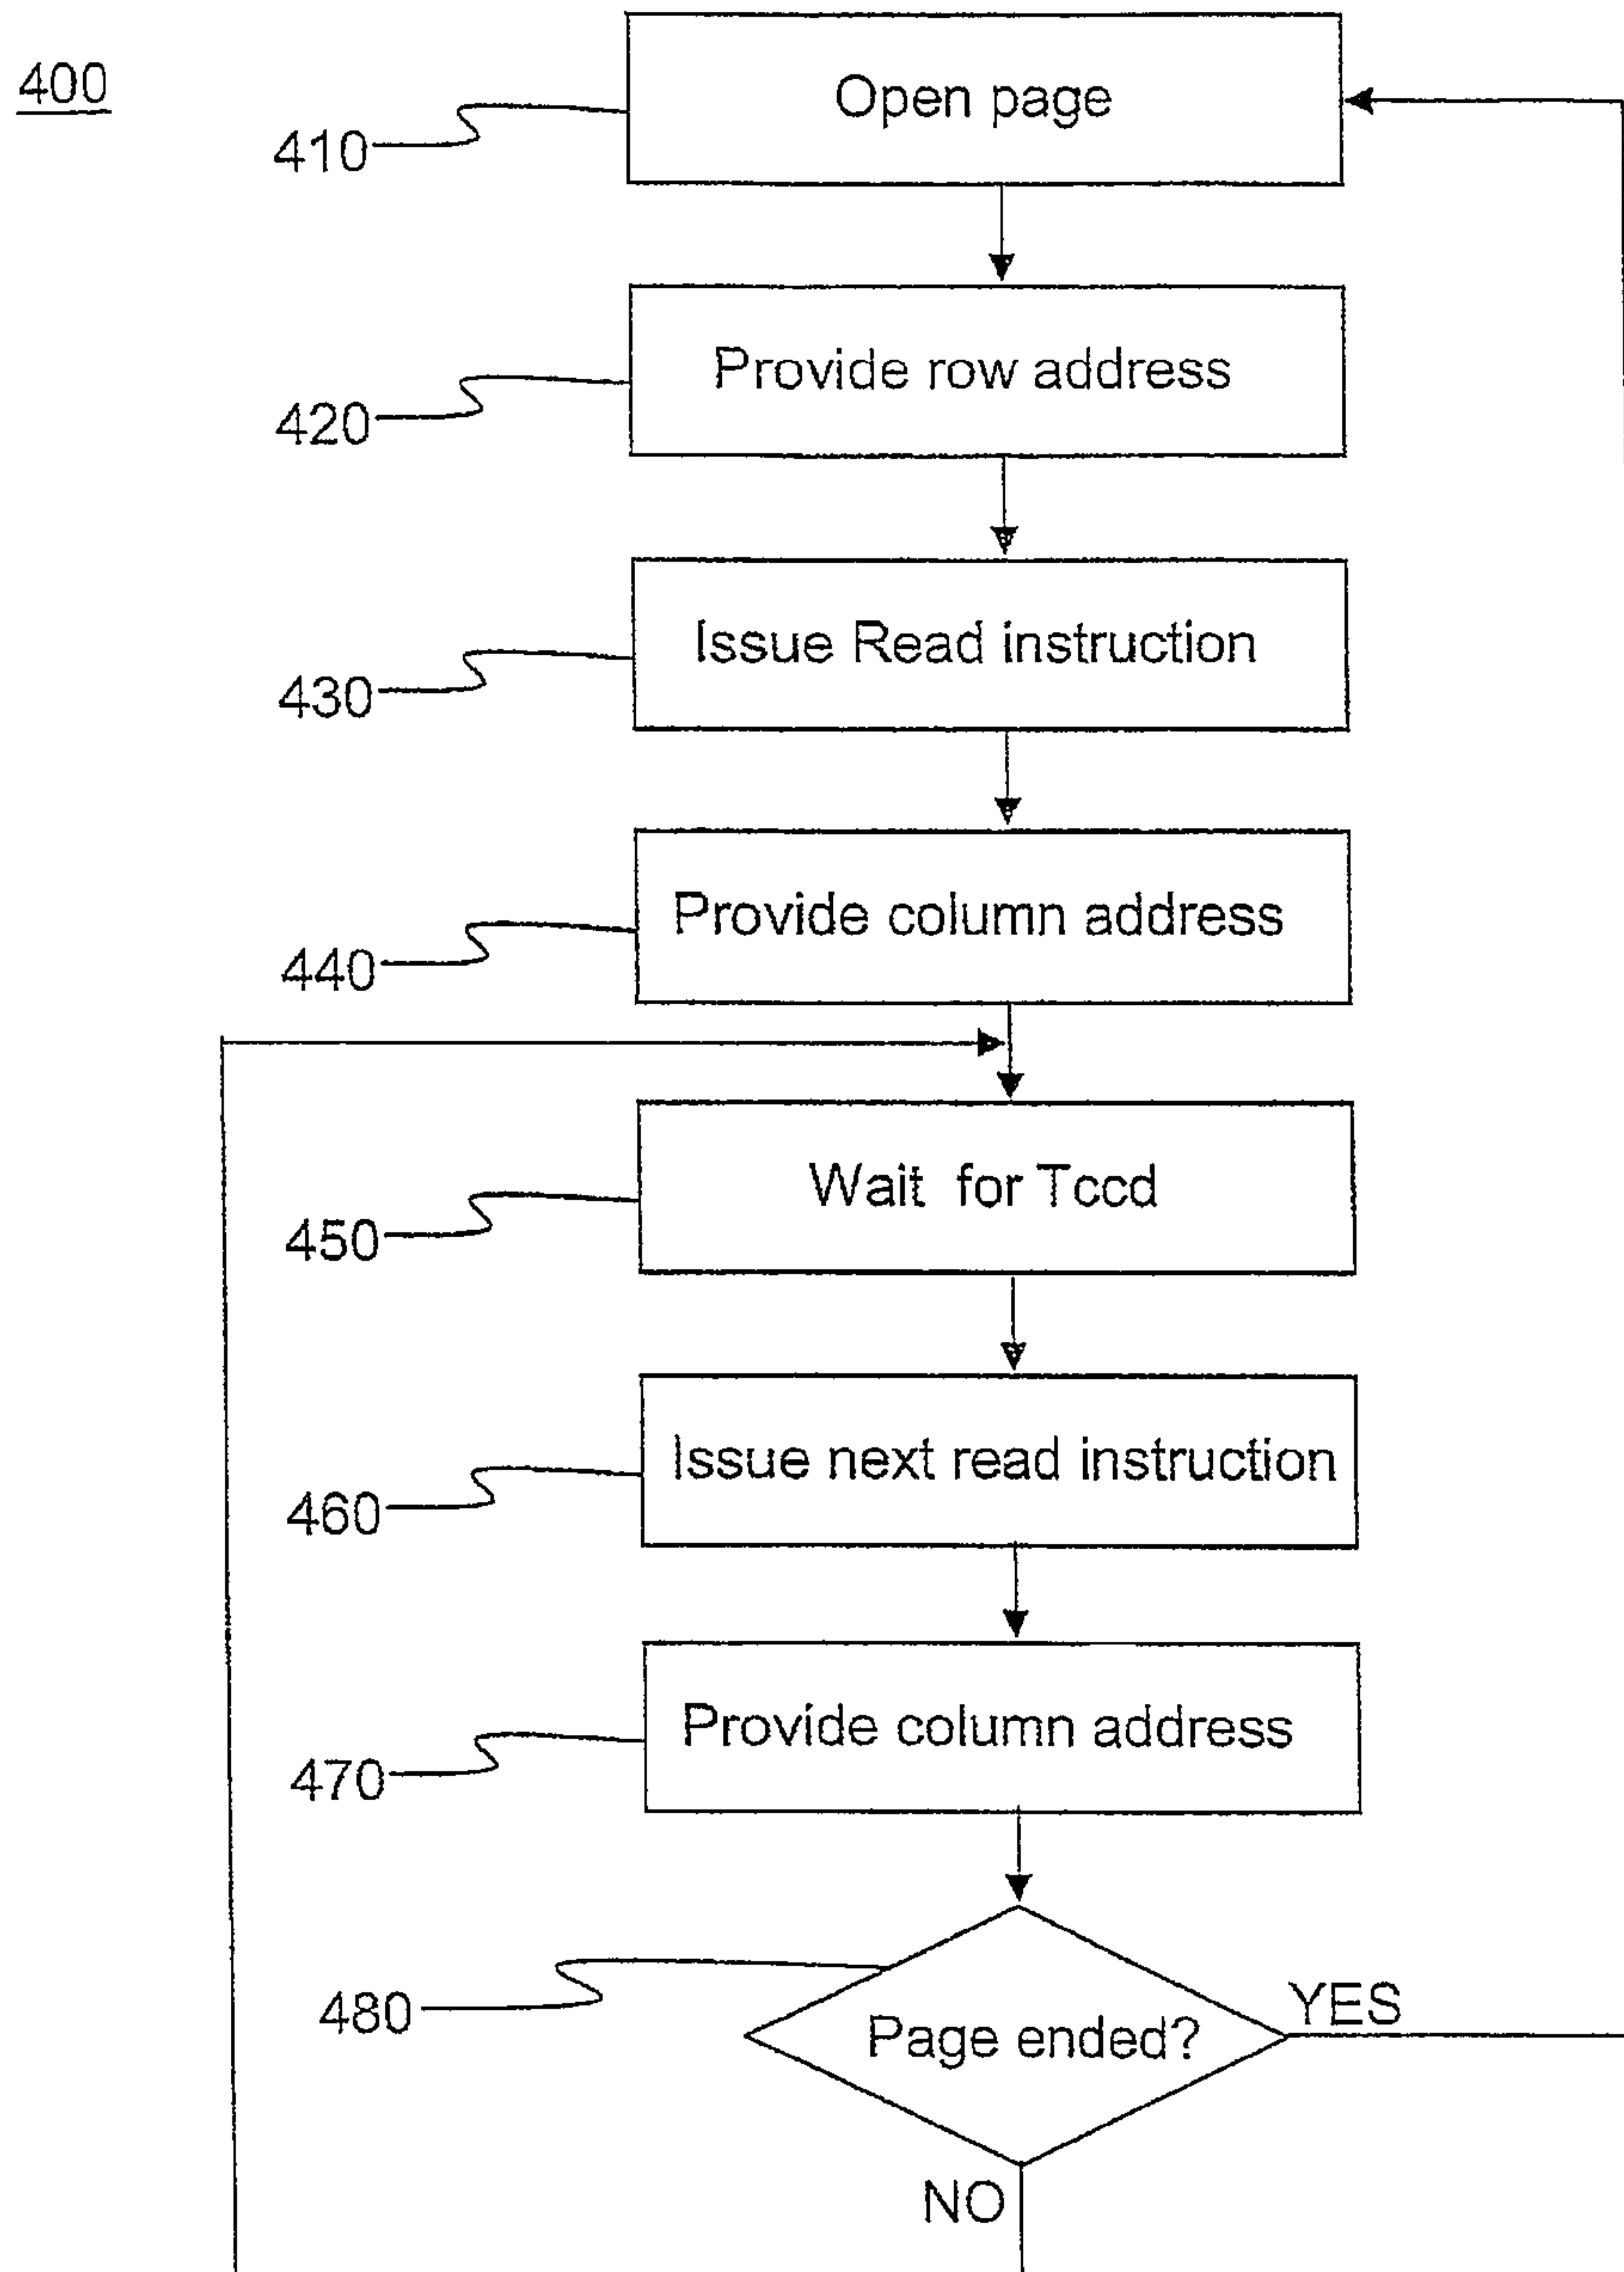 400
Open page
410
Provide row address
420
Issue Read instruction
430
Provide column address
440
Wait for Tccd
450
Issue next read instruction
460
Provide column address
470
480
YES
Page ended?
NO